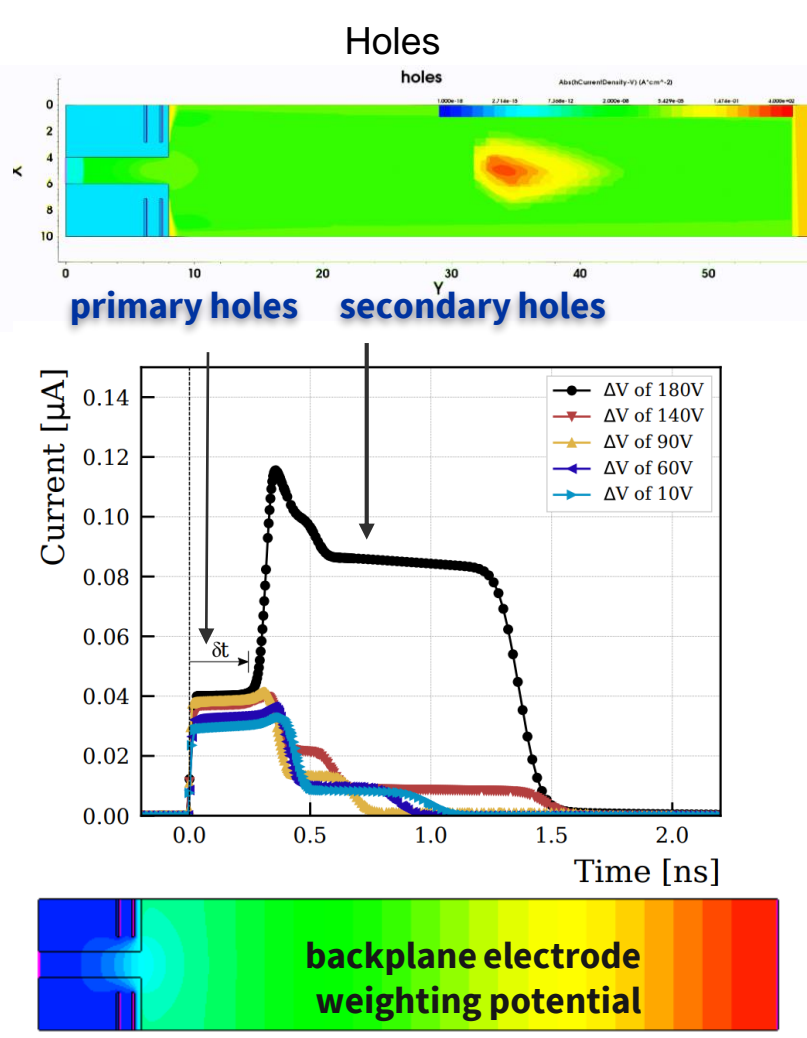 Holes
holes
Abs(hCurrentDensity-V) (A*cm^-2)
0
2
4
6
8
10
X
0 10 20 30 40 50
Y
primary holes secondary holes
Current [μA]
0.14
0.12
0.10
0.08
0.06
0.04
0.02
0.00
ΔV of 180V
ΔV of 140V
ΔV of 90V
ΔV of 60V
ΔV of 10V
δt
0.0 0.5 1.0 1.5 2.0
Time [ns]
backplane electrode
weighting potential